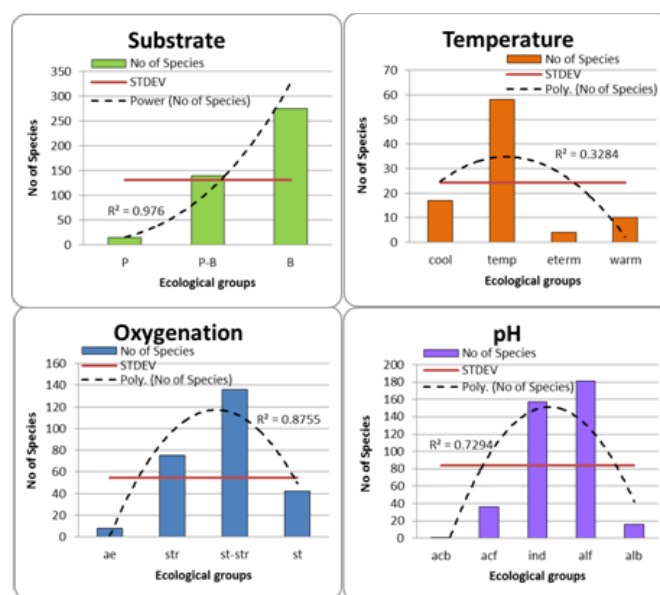 Substrate
No of Species
STDEV
Power (No of Species)
350
300
250
200
150
100
50
0
No of Species
R² = 0.976
P
P-B
B
Ecological groups
Temperature
No of Species
STDEV
Poly. (No of Species)
70
60
50
40
30
20
10
0
No of Species
R² = 0.3284
cool
temp
eterm
warm
Ecological groups
Oxygenation
No of Species
STDEV
Poly. (No of Species)
160
140
120
100
80
60
40
20
0
No of Species
R² = 0.8755
ae
str
st-str
st
Ecological groups
pH
No of Species
STDEV
Poly. (No of Species)
200
180
160
140
120
100
80
60
40
20
0
No of Species
R² = 0.7294
acb
acf
ind
alf
alb
Ecological groups